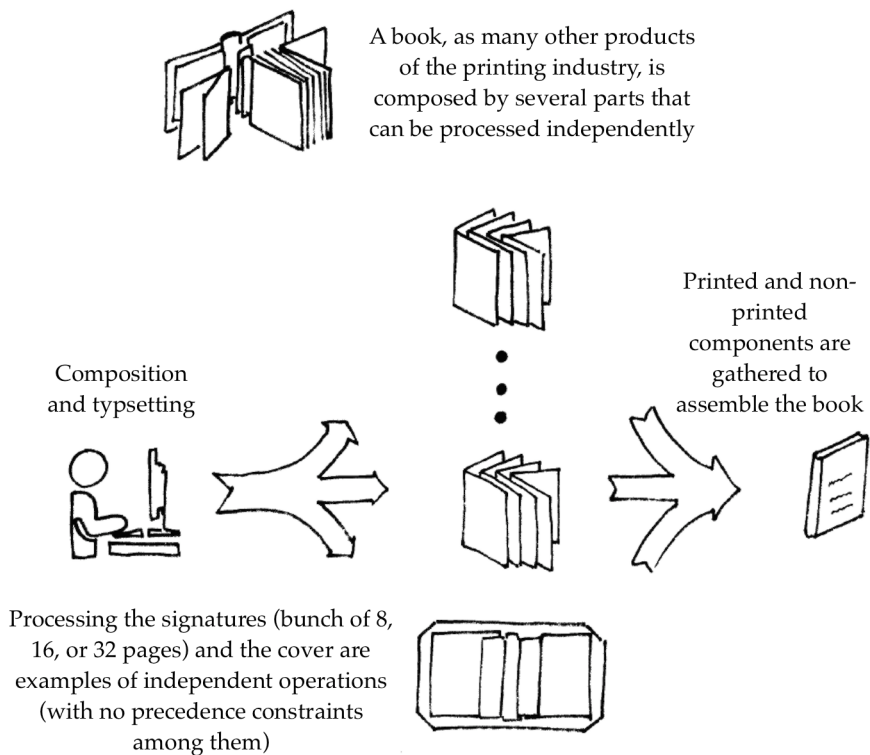 A book, as many other products
of the printing industry, is
composed by several parts that
can be processed independently
Printed and non-
printed
components are
gathered to
assemble the book
Composition
and typsetting
Processing the signatures (bunch of 8,
16, or 32 pages) and the cover are
examples of independent operations
(with no precedence constraints
among them)